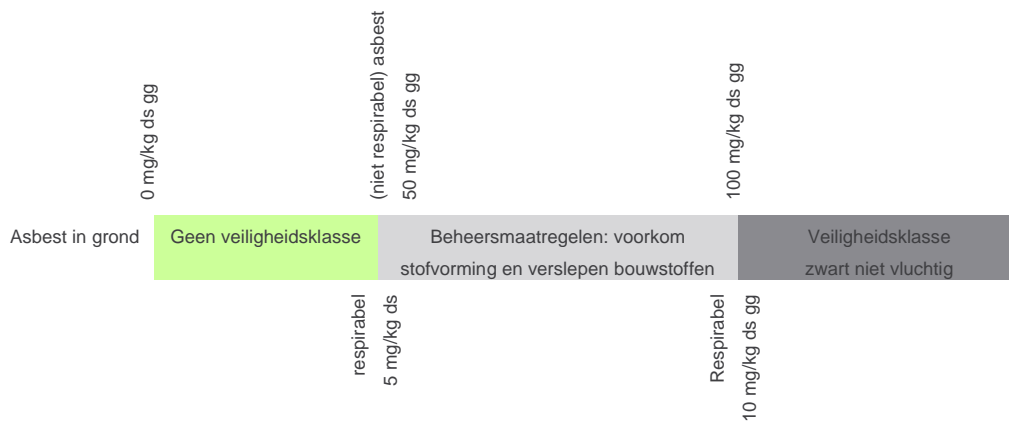 0 mg/kg ds gg
(niet respirabel) asbest
50 mg/kg ds gg
100 mg/kg ds gg
Asbest in grond
Geen veiligheidsklasse
Beheersmaatregelen: voorkom
stofvorming en verslepen bouwstoffen
Veiligheidsklasse
zwart niet vluchtig
respirabel
5 mg/kg ds
Respirabel
10 mg/kg ds gg